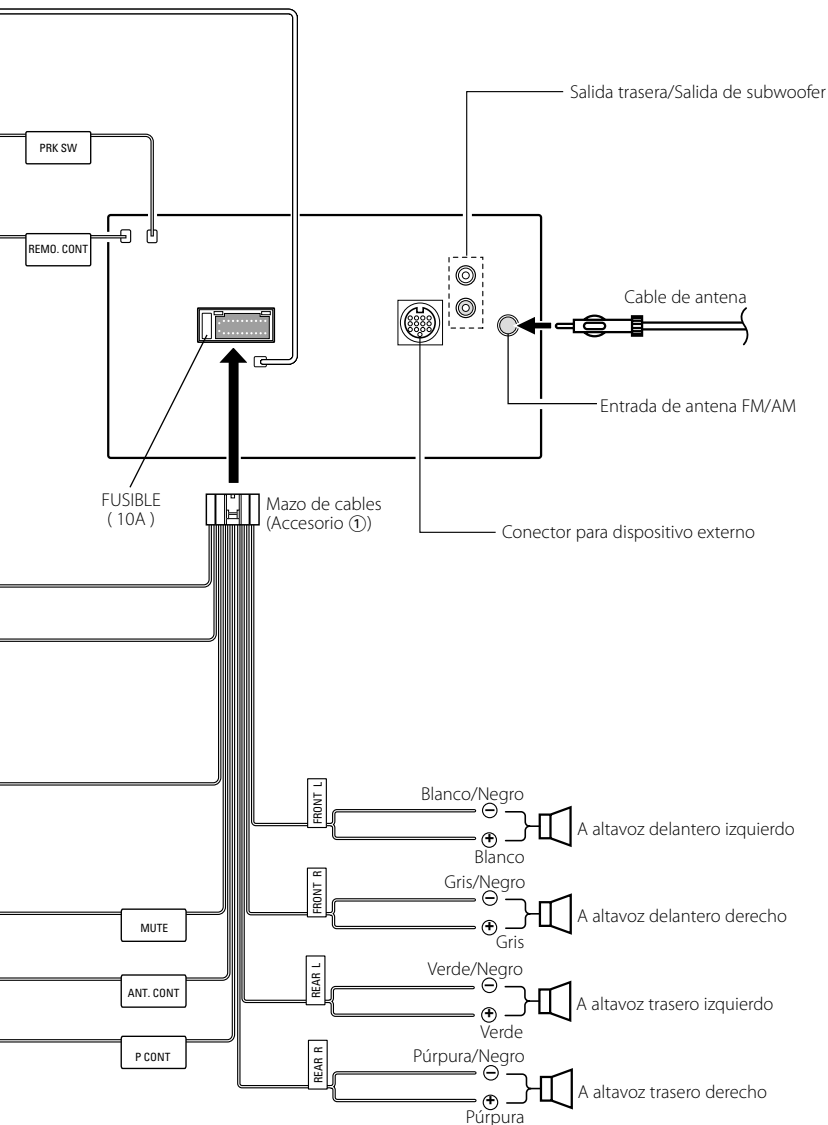 Salida trasera/Salida de subwoofer
PRK SW
REMO. CONT
Cable de antena
Entrada de antena FM/AM
FUSIBLE
( 10A )
Mazo de cables
(Accesorio ①)
Conector para dispositivo externo
FRONT L
Blanco/Negro
⊖
A altavoz delantero izquierdo
⊕
Blanco
FRONT R
Gris/Negro
⊖
A altavoz delantero derecho
⊕
Gris
MUTE
REAR L
Verde/Negro
⊖
A altavoz trasero izquierdo
⊕
Verde
ANT. CONT
P CONT
REAR R
Púrpura/Negro
⊖
A altavoz trasero derecho
⊕
Púrpura